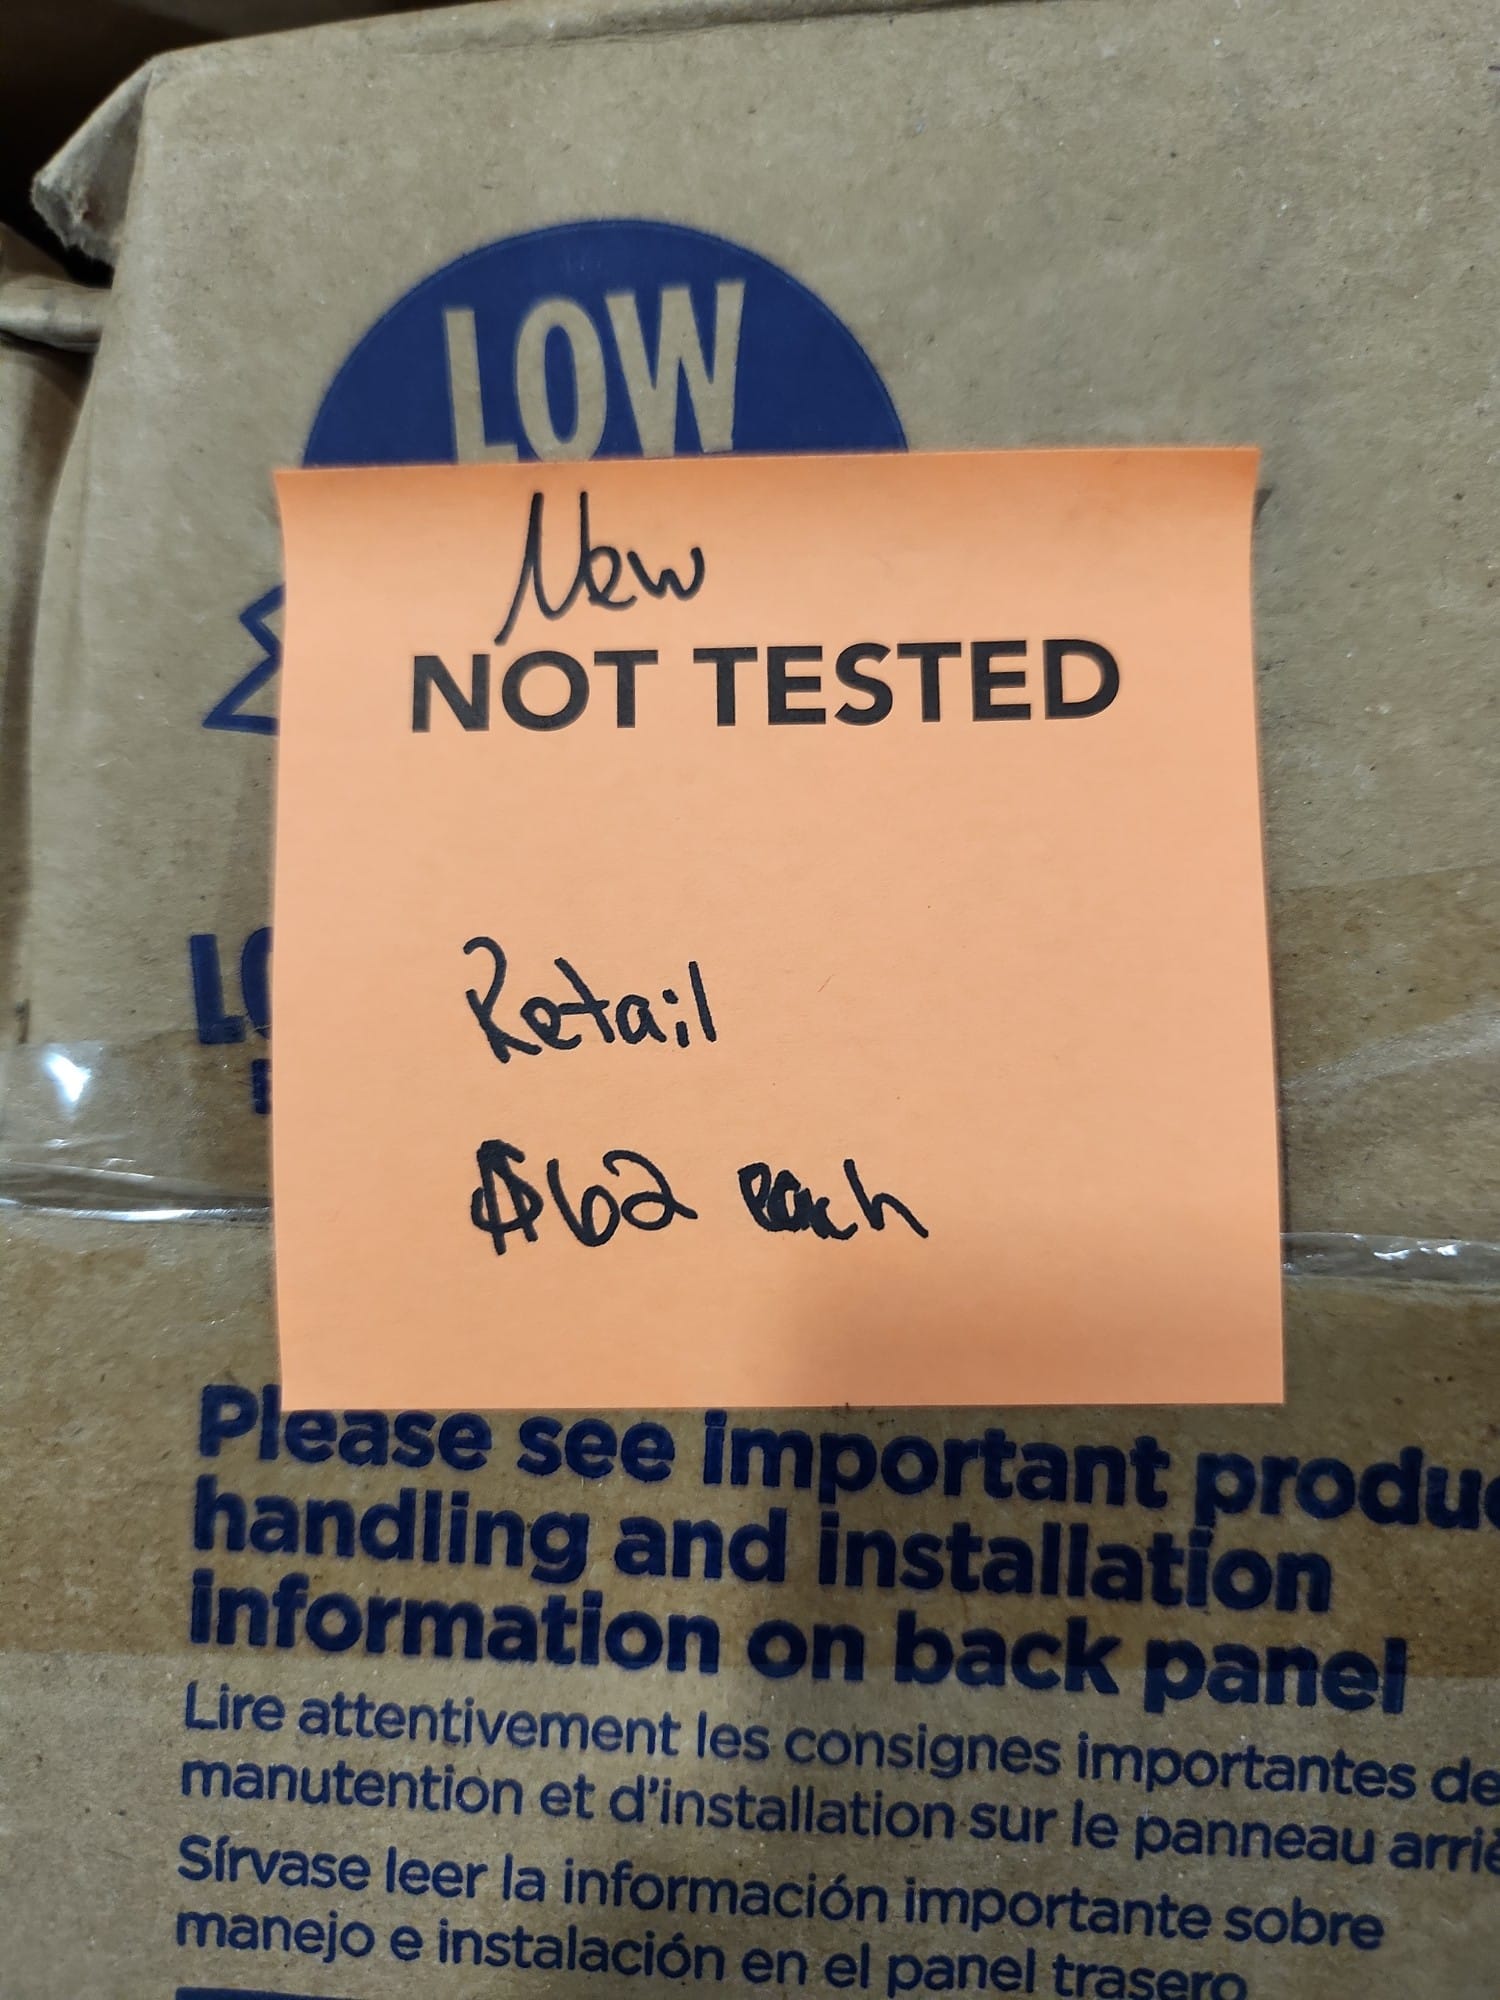 LOW
New
NOT TESTED
Retail
$62 each
Please see important
handling and installation
information on back panel
Lire attentivement les consignes importantes de
manutention et d'installation sur le panneau
Sírvase leer la información importante sobre
manejo e instalación en el panel trasero